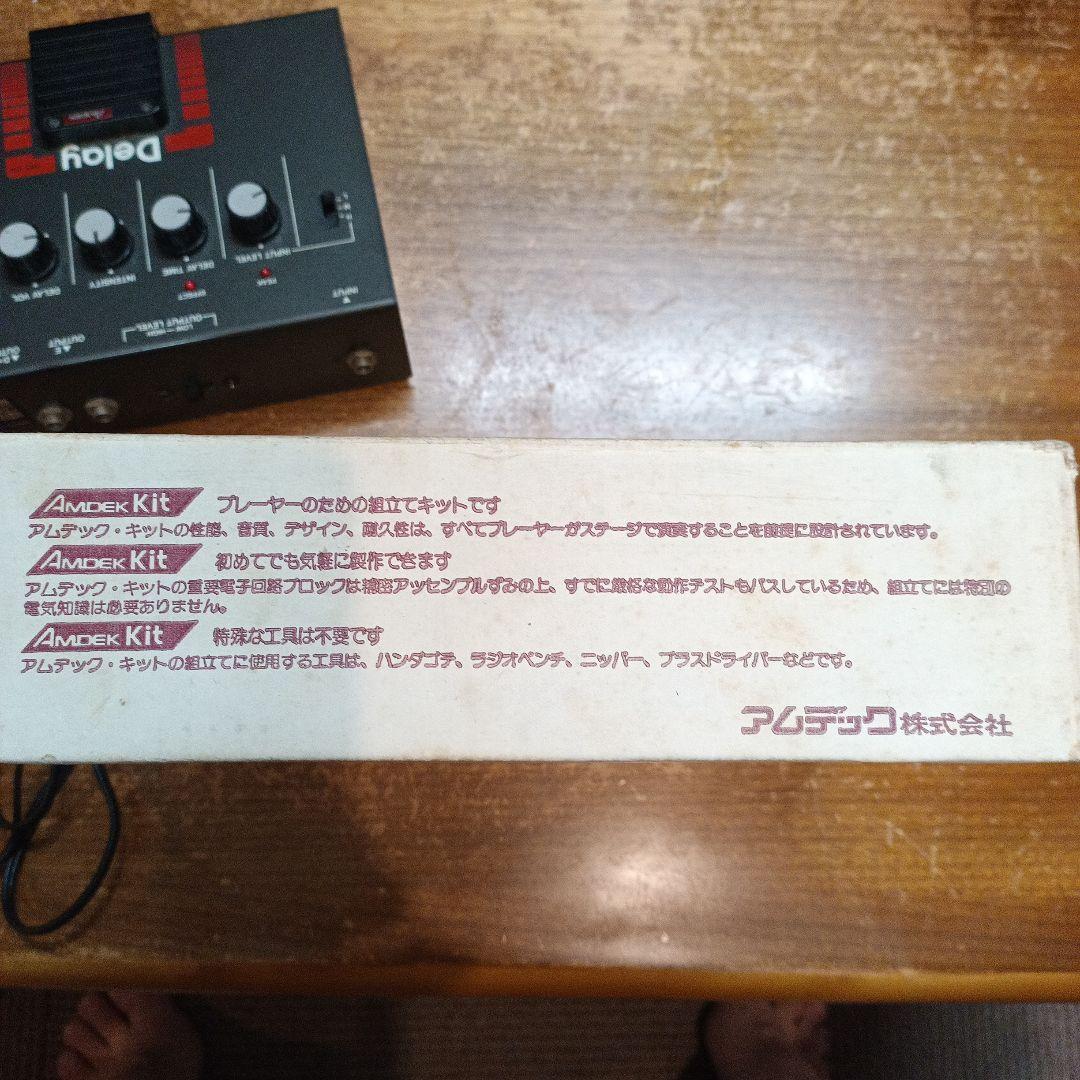 Delay
INPUT LEVEL
DELAY TIME
INTENSITY
DELAY VOL
PEAK
EFFECT
INPUT
OUTPUT LEVEL
LOW — HIGH
OUTPUT
AMDEK Kit プレーヤーのための組立てキットです
アムデック・キットの性能、音質、デザイン、耐久性は、すべてプレーヤーがステージで演奏することを前提に設計されています。
AMDEK Kit 初めてでも気軽に製作できます
アムデック・キットの重要電子回路ブロックは精密アッセンブルずみの上、すでに厳格な動作テストもパスしているため、組立てには特別の
電気知識は必要ありません。
AMDEK Kit 特殊な工具は不要です
アムデック・キットの組立てに使用する工具は、ハンダゴテ、ラジオペンチ、ニッパー、プラスドライバーなどです。
アムデック株式会社